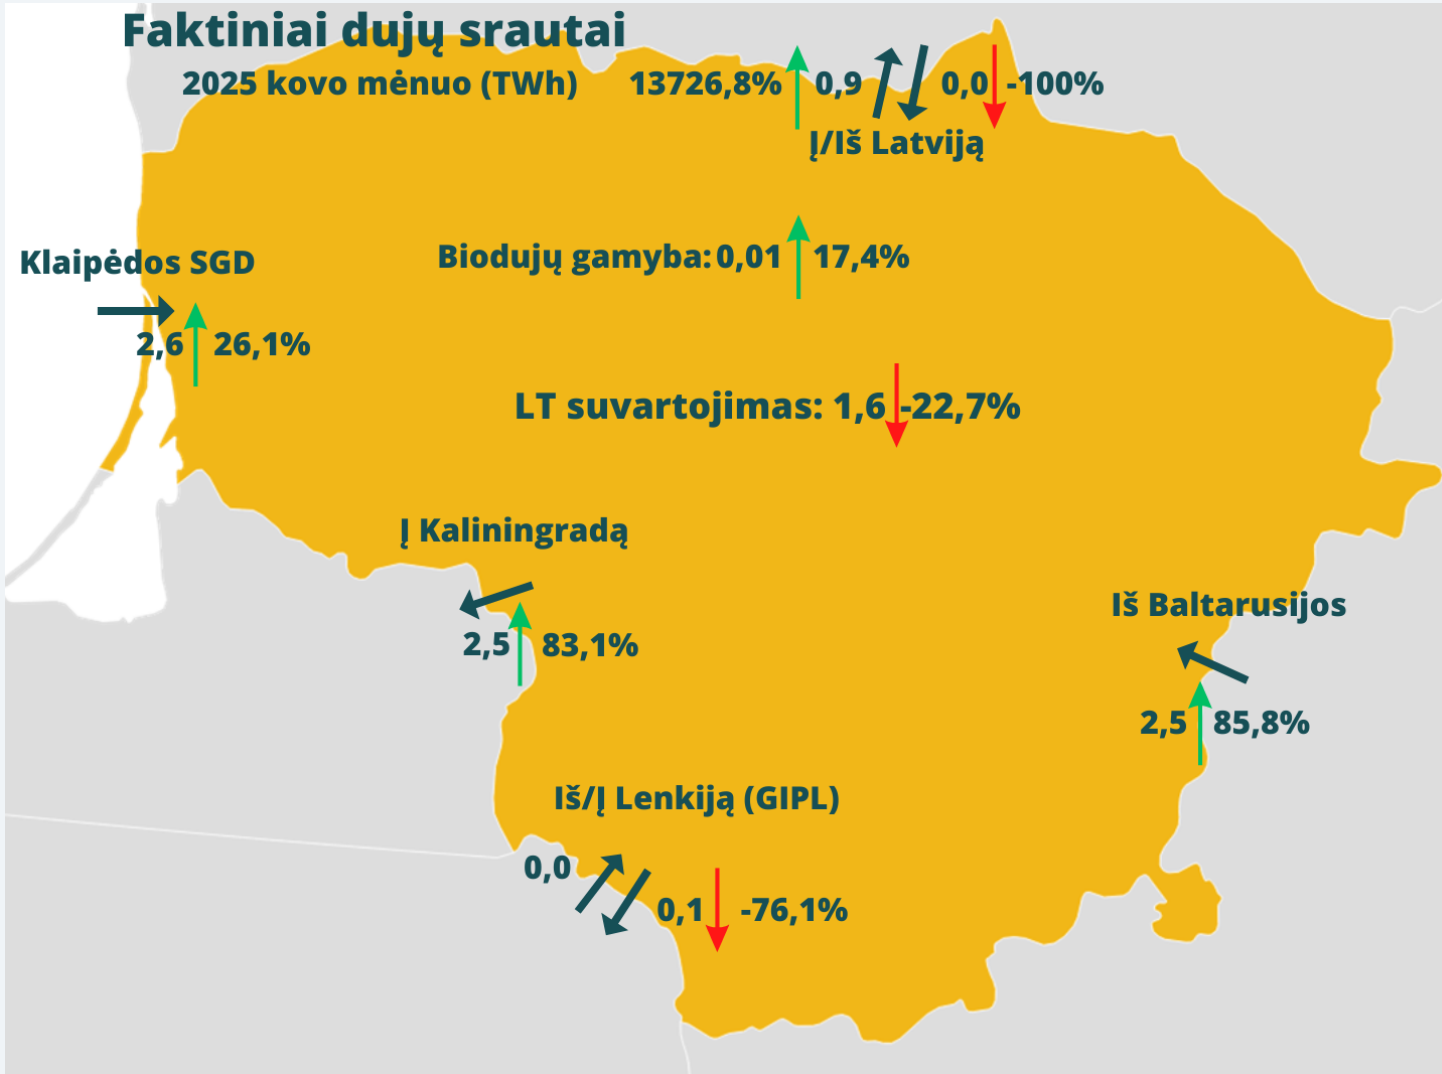 Faktiniai dujų srautai
2025 kovo mėnuo (TWh)
13726,8% 0,9 0,0 -100%
Į/Iš Latviją
Klaipėdos SGD
2,6 26,1%
Biodujų gamyba: 0,01 17,4%
LT suvartojimas: 1,6 -22,7%
Į Kaliningradą
2,5 83,1%
Iš Baltarusijos
2,5 85,8%
Iš/Į Lenkiją (GIPL)
0,0
0,1 -76,1%